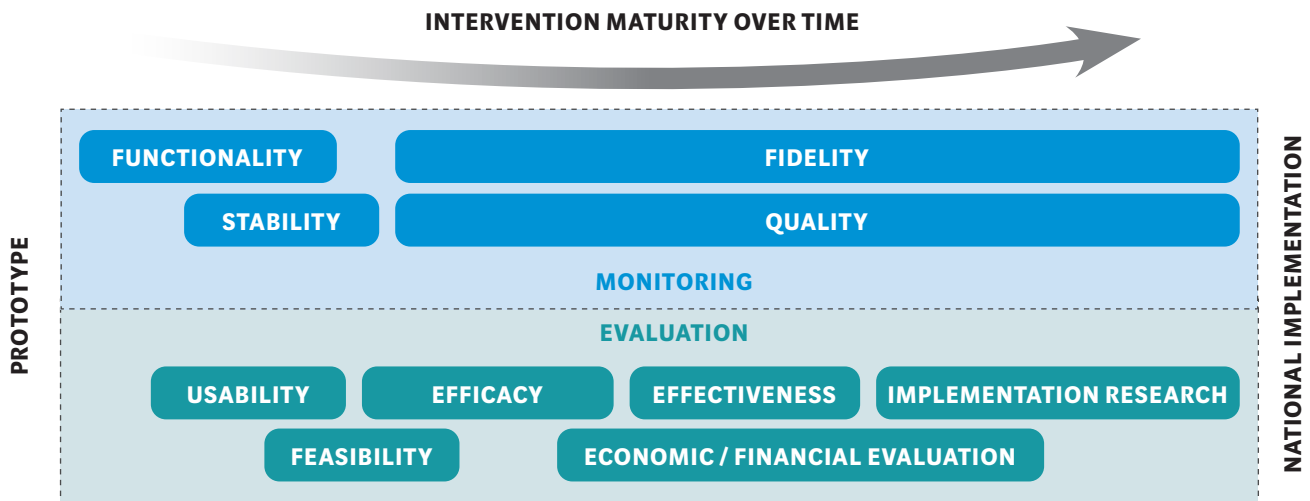 INTERVENTION MATURITY OVER TIME
PROTOTYPE
FUNCTIONALITY
FIDELITY
STABILITY
QUALITY
MONITORING
EVALUATION
USABILITY
EFFICACY
EFFECTIVENESS
IMPLEMENTATION RESEARCH
FEASIBILITY
ECONOMIC / FINANCIAL EVALUATION
NATIONAL IMPLEMENTATION